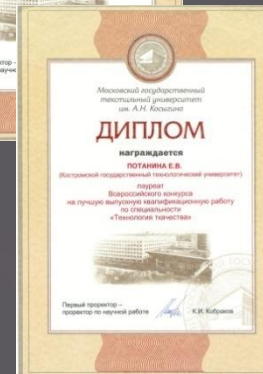 Московский государственный
текстильный университет
им. А.Н. Косыгина
ДИПЛОМ
награждается
ПОТАНИНА Е.В.
(Костромской государственный технологический университет)
лауреат
Всероссийского конкурса
на лучшую выпускную квалификационную работу
по специальности
«Технология ткачества»
Первый проректор –
проректор по научной работе
К.И. Кобраков